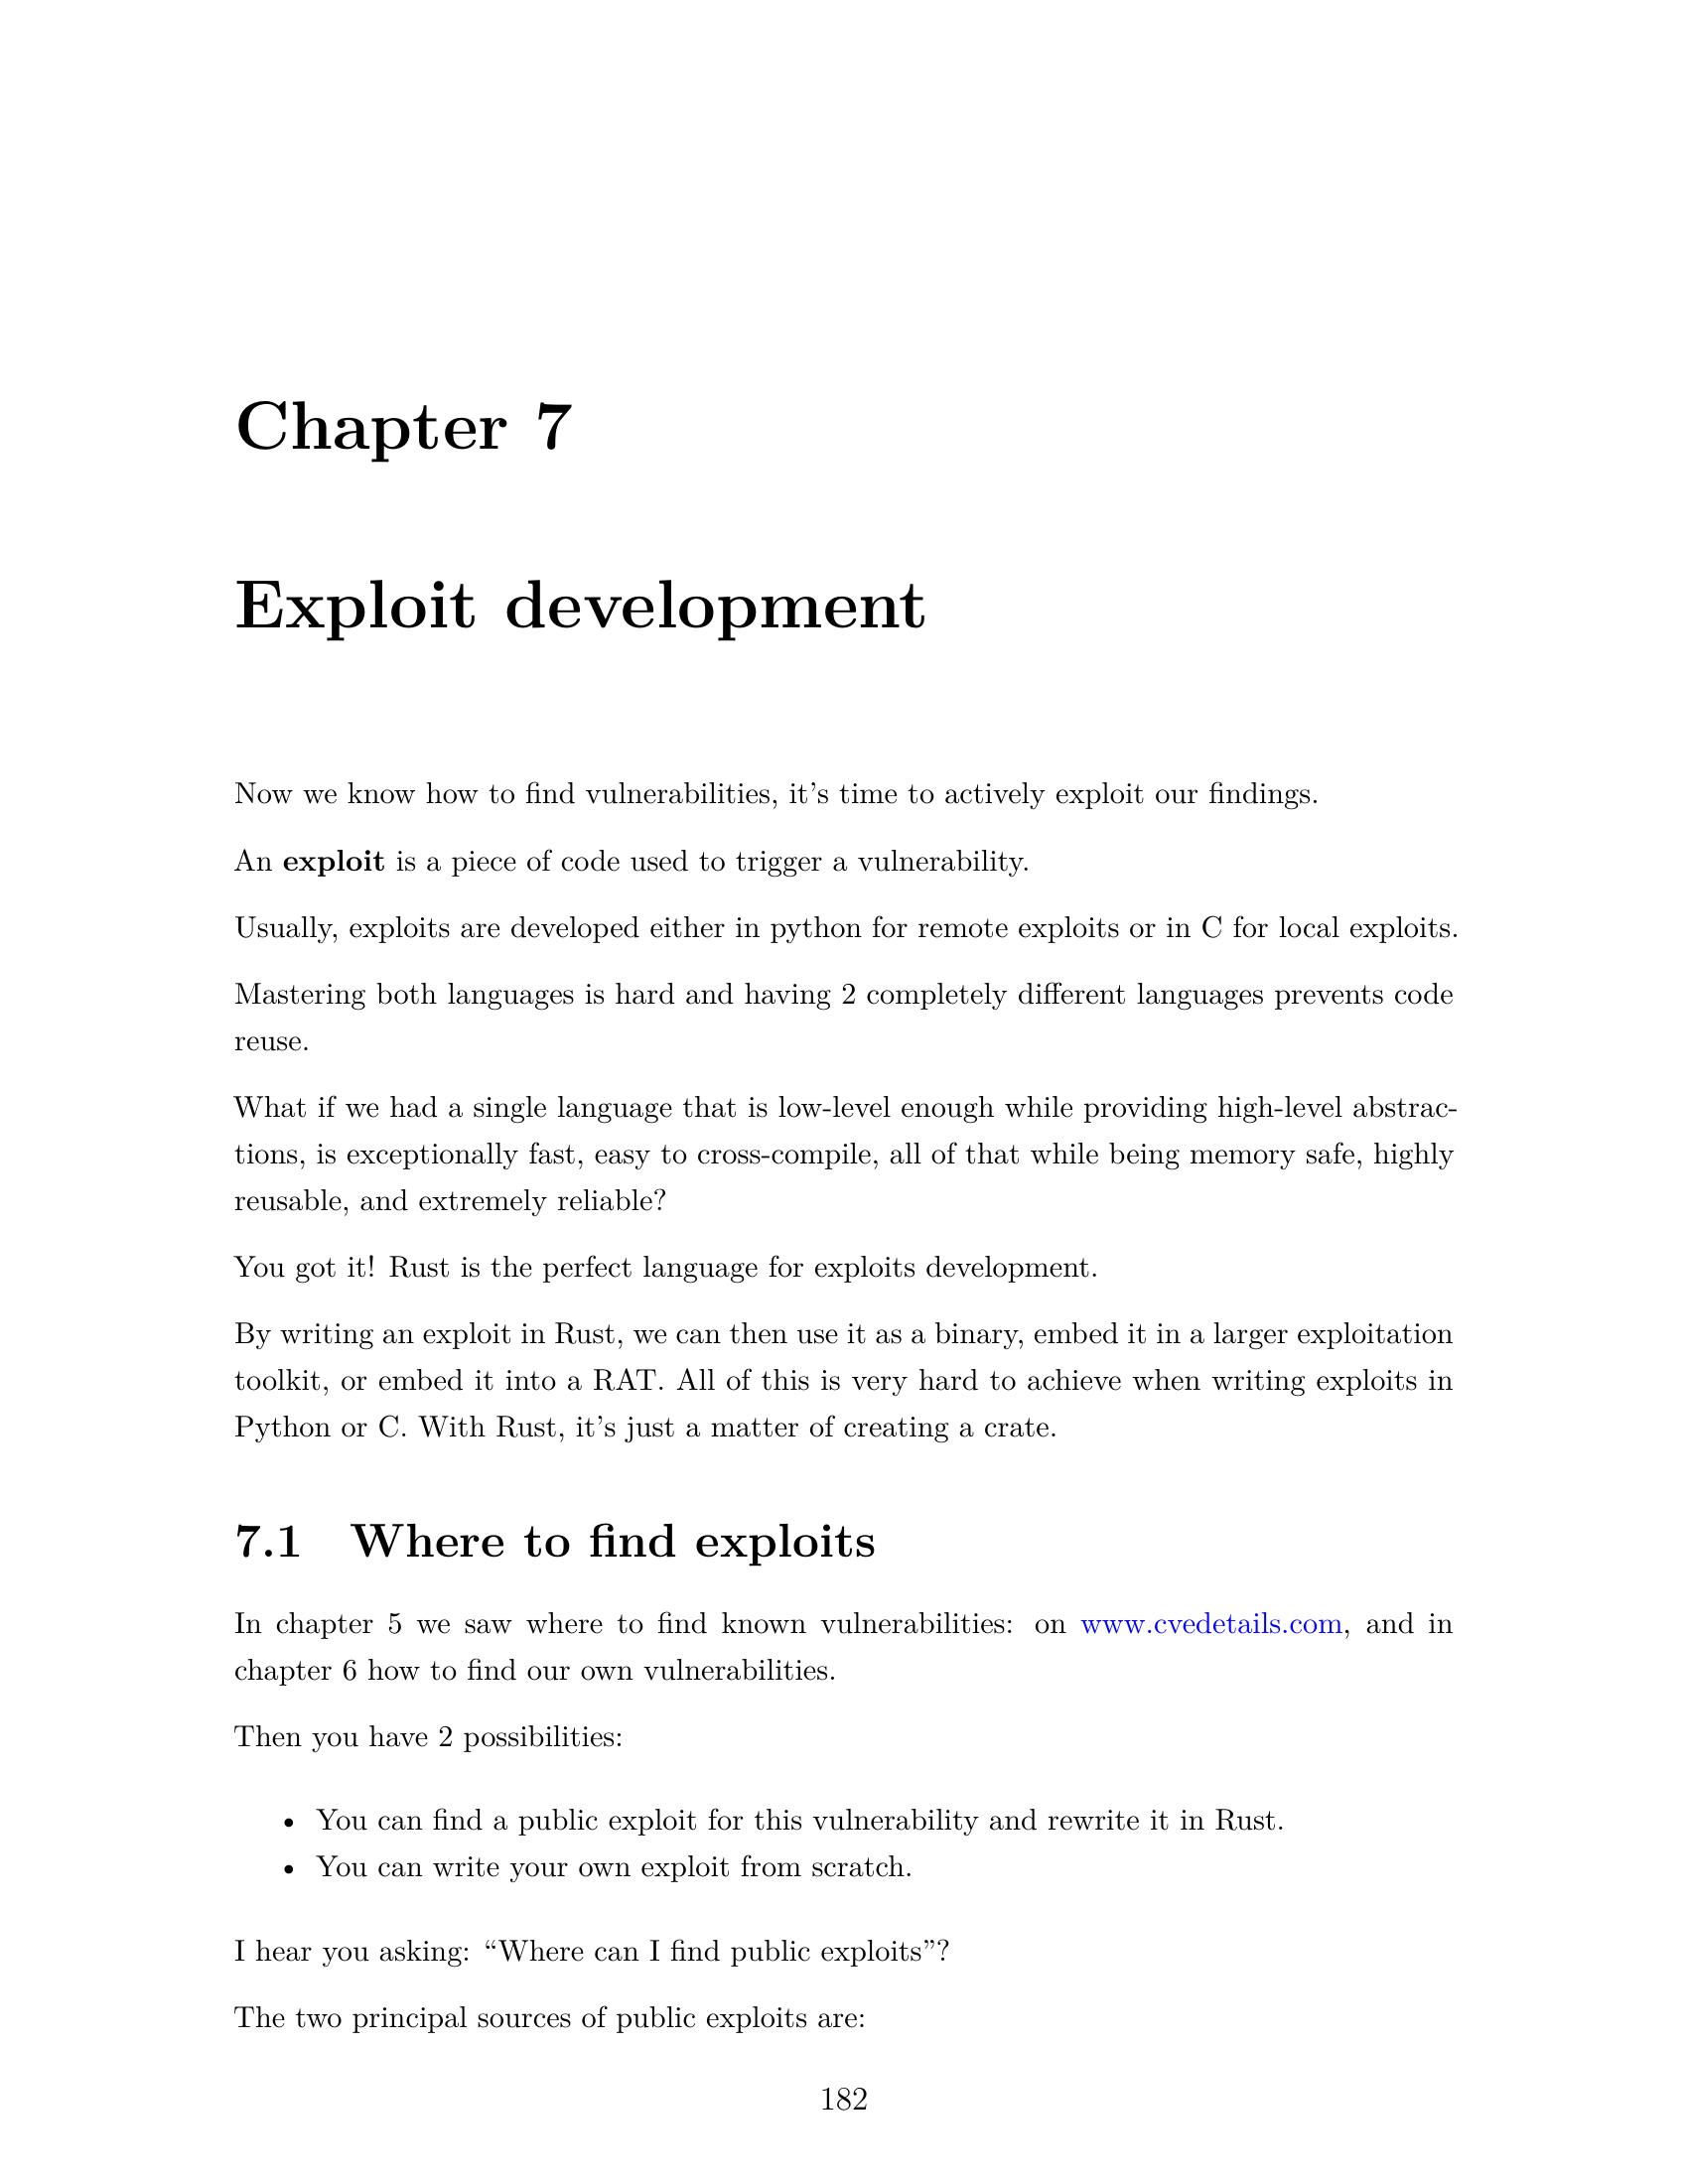 Chapter 7
Exploit development
Now we know how to find vulnerabilities, it's time to actively exploit our findings.
An exploit is a piece of code used to trigger a vulnerability.
Usually, exploits are developed either in python for remote exploits or in C for local exploits.
Mastering both languages is hard and having 2 completely different languages prevents code
reuse.
What if we had a single language that is low-level enough while providing high-level abstrac-
tions, is exceptionally fast, easy to cross-compile, all of that while being memory safe, highly
reusable, and extremely reliable?
You got it! Rust is the perfect language for exploits development.
By writing an exploit in Rust, we can then use it as a binary, embed it in a larger exploitation
toolkit, or embed it into a RAT. All of this is very hard to achieve when writing exploits in
Python or C. With Rust, it's just a matter of creating a crate.
7.1 Where to find exploits
In chapter 5 we saw where to find known vulnerabilities: on www.cvedetails.com, and in
chapter 6 how to find our own vulnerabilities.
Then you have 2 possibilities:
• You can find a public exploit for this vulnerability and rewrite it in Rust.
• You can write your own exploit from scratch.
I hear you asking: “Where can I find public exploits”?
The two principal sources of public exploits are:
182